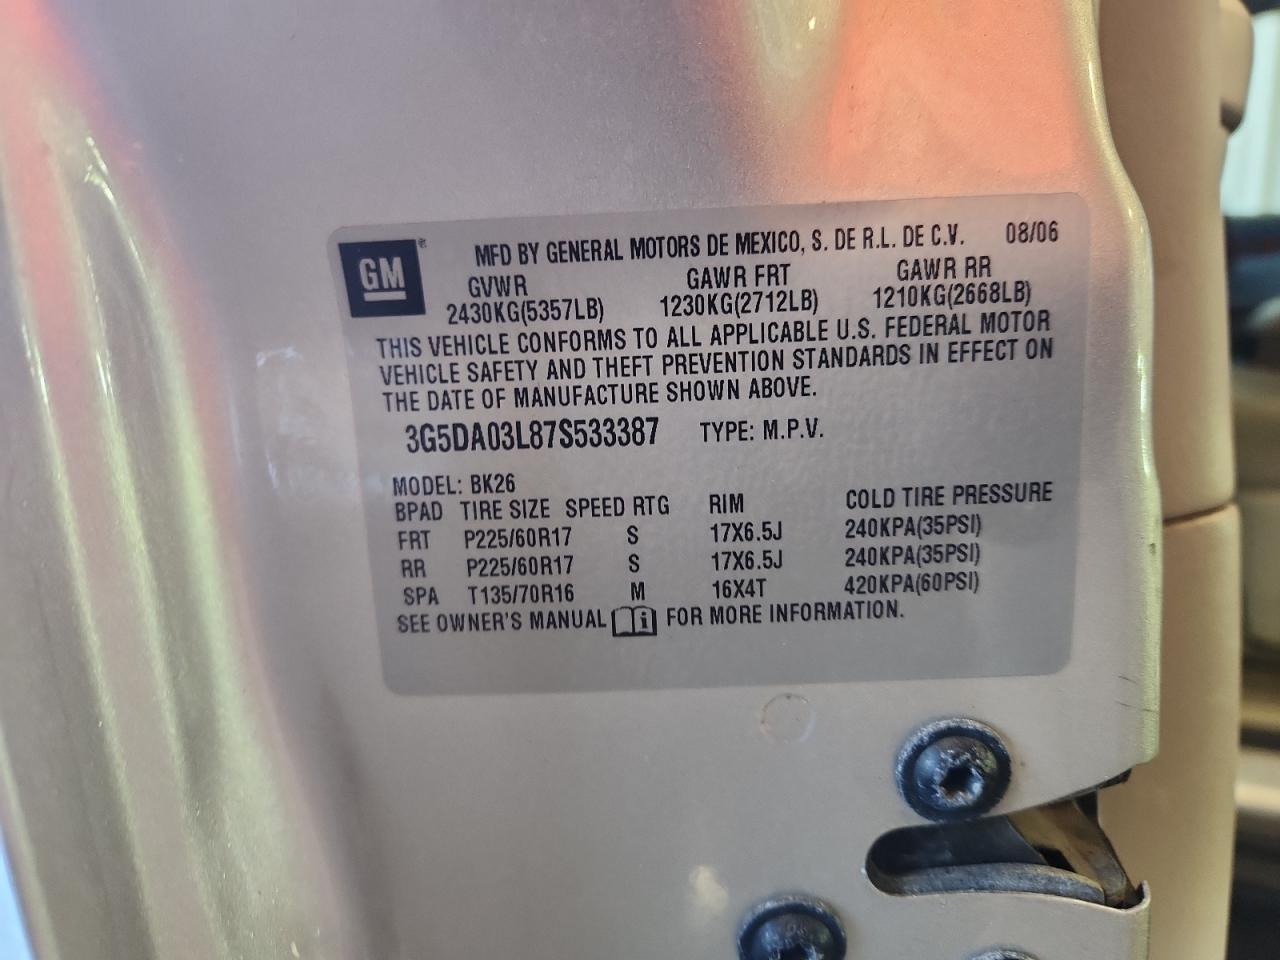 GM®
MFD BY GENERAL MOTORS DE MEXICO, S. DE R.L. DE C.V. 08/06
GVWR GAWR FRT GAWR RR
2430KG(5357LB) 1230KG(2712LB) 1210KG(2668LB)
THIS VEHICLE CONFORMS TO ALL APPLICABLE U.S. FEDERAL MOTOR
VEHICLE SAFETY AND THEFT PREVENTION STANDARDS IN EFFECT ON
THE DATE OF MANUFACTURE SHOWN ABOVE.
3G5DA03L87S533387 TYPE: M.P.V.
MODEL: BK26
BPAD TIRE SIZE SPEED RTG RIM COLD TIRE PRESSURE
FRT P225/60R17 S 17X6.5J 240KPA(35PSI)
RR P225/60R17 S 17X6.5J 240KPA(35PSI)
SPA T135/70R16 M 16X4T 420KPA(60PSI)
SEE OWNER'S MANUAL i FOR MORE INFORMATION.